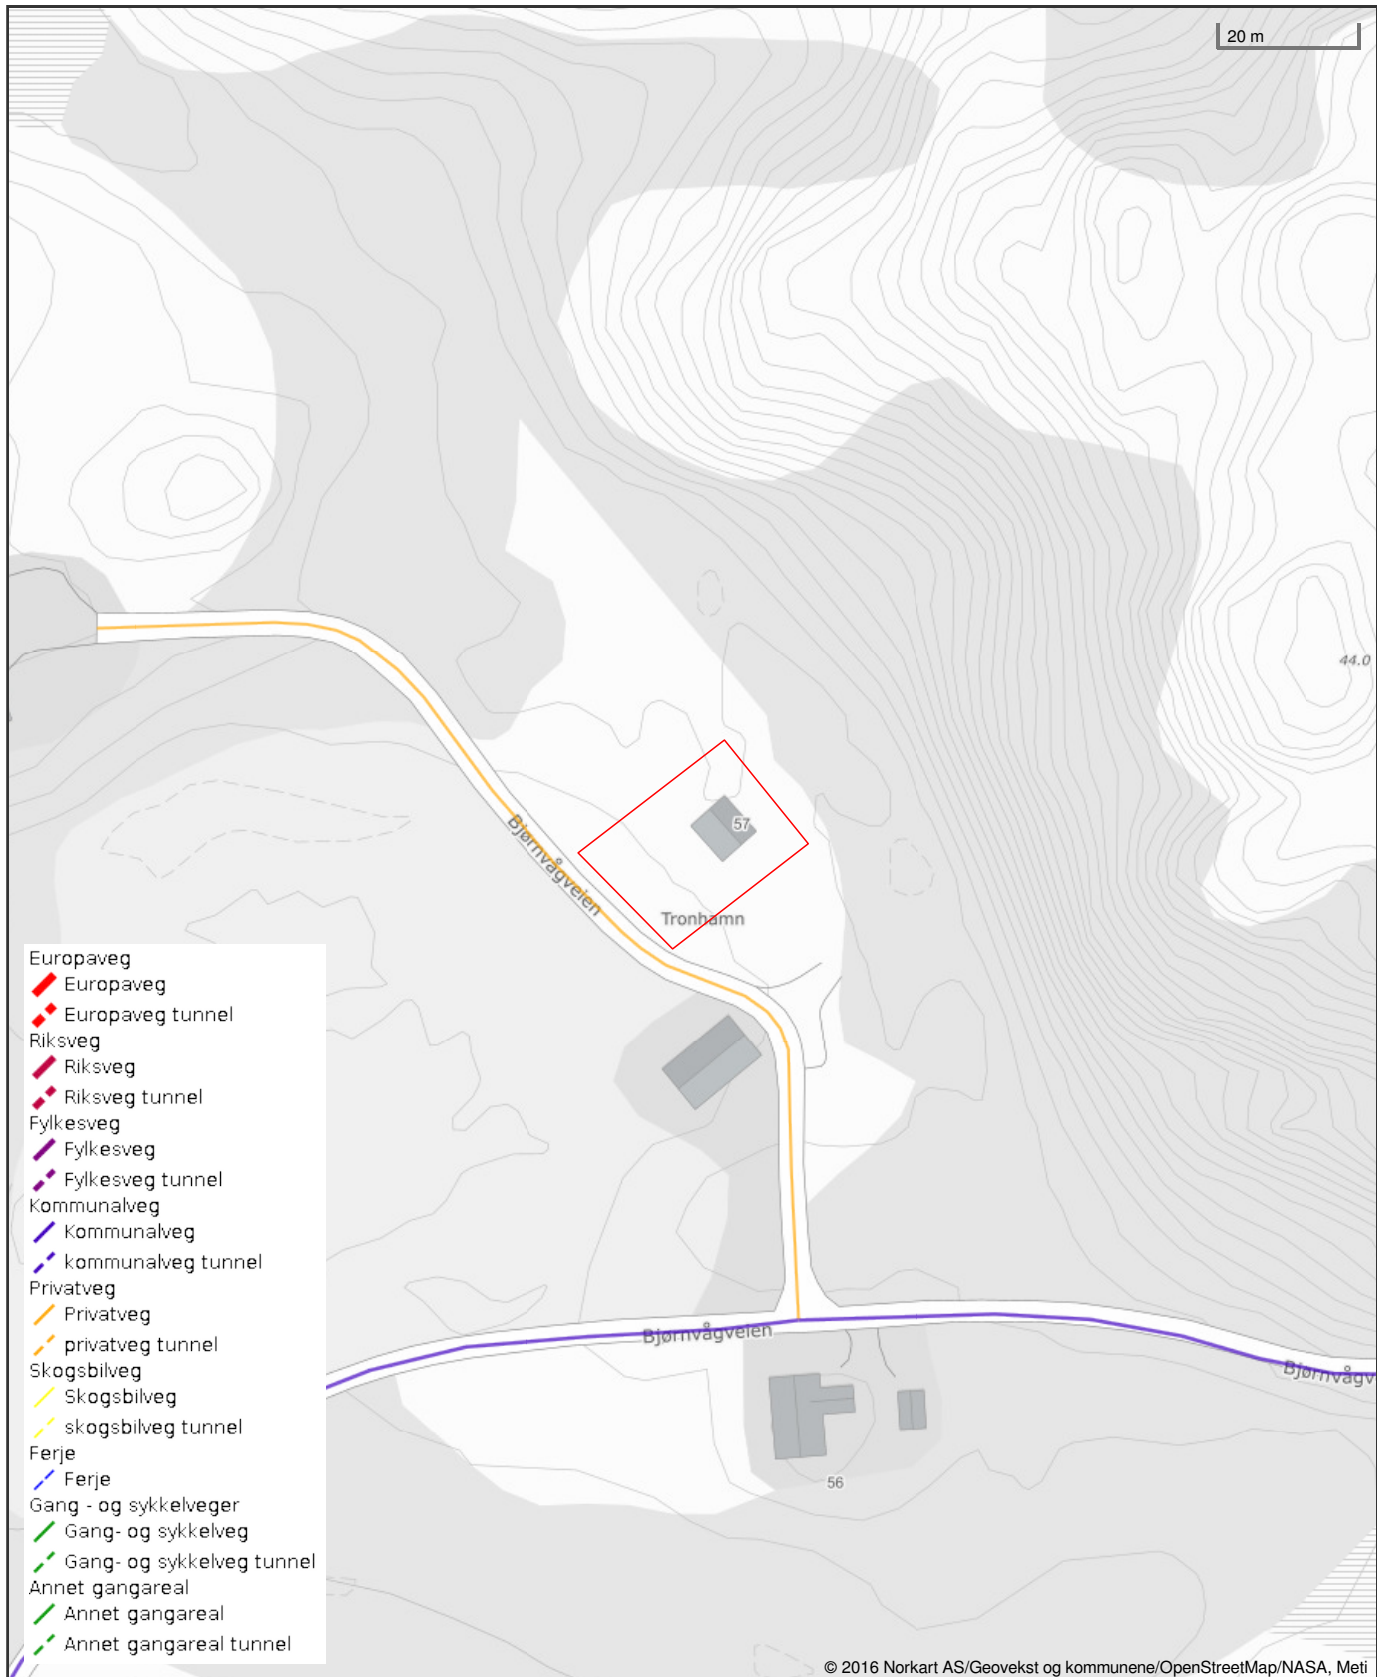 20 m
44.0
57
Bjørnvågveien
Tronhamn
Europaveg
Europaveg
Europaveg tunnel
Riksveg
Riksveg
Riksveg tunnel
Fylkesveg
Fylkesveg
Fylkesveg tunnel
Kommunalveg
Kommunalveg
kommunalveg tunnel
Privatveg
Privatveg
privatveg tunnel
Skogsbilveg
Skogsbilveg
skogsbilveg tunnel
Ferje
Ferje
Gang - og sykkelveger
Gang- og sykkelveg
Gang- og sykkelveg tunnel
Annet gangareal
Annet gangareal
Annet gangareal tunnel
Bjørnvågveien
Bjørnvågv
56
© 2016 Norkart AS/Geovekst og kommunene/OpenStreetMap/NASA, Meti